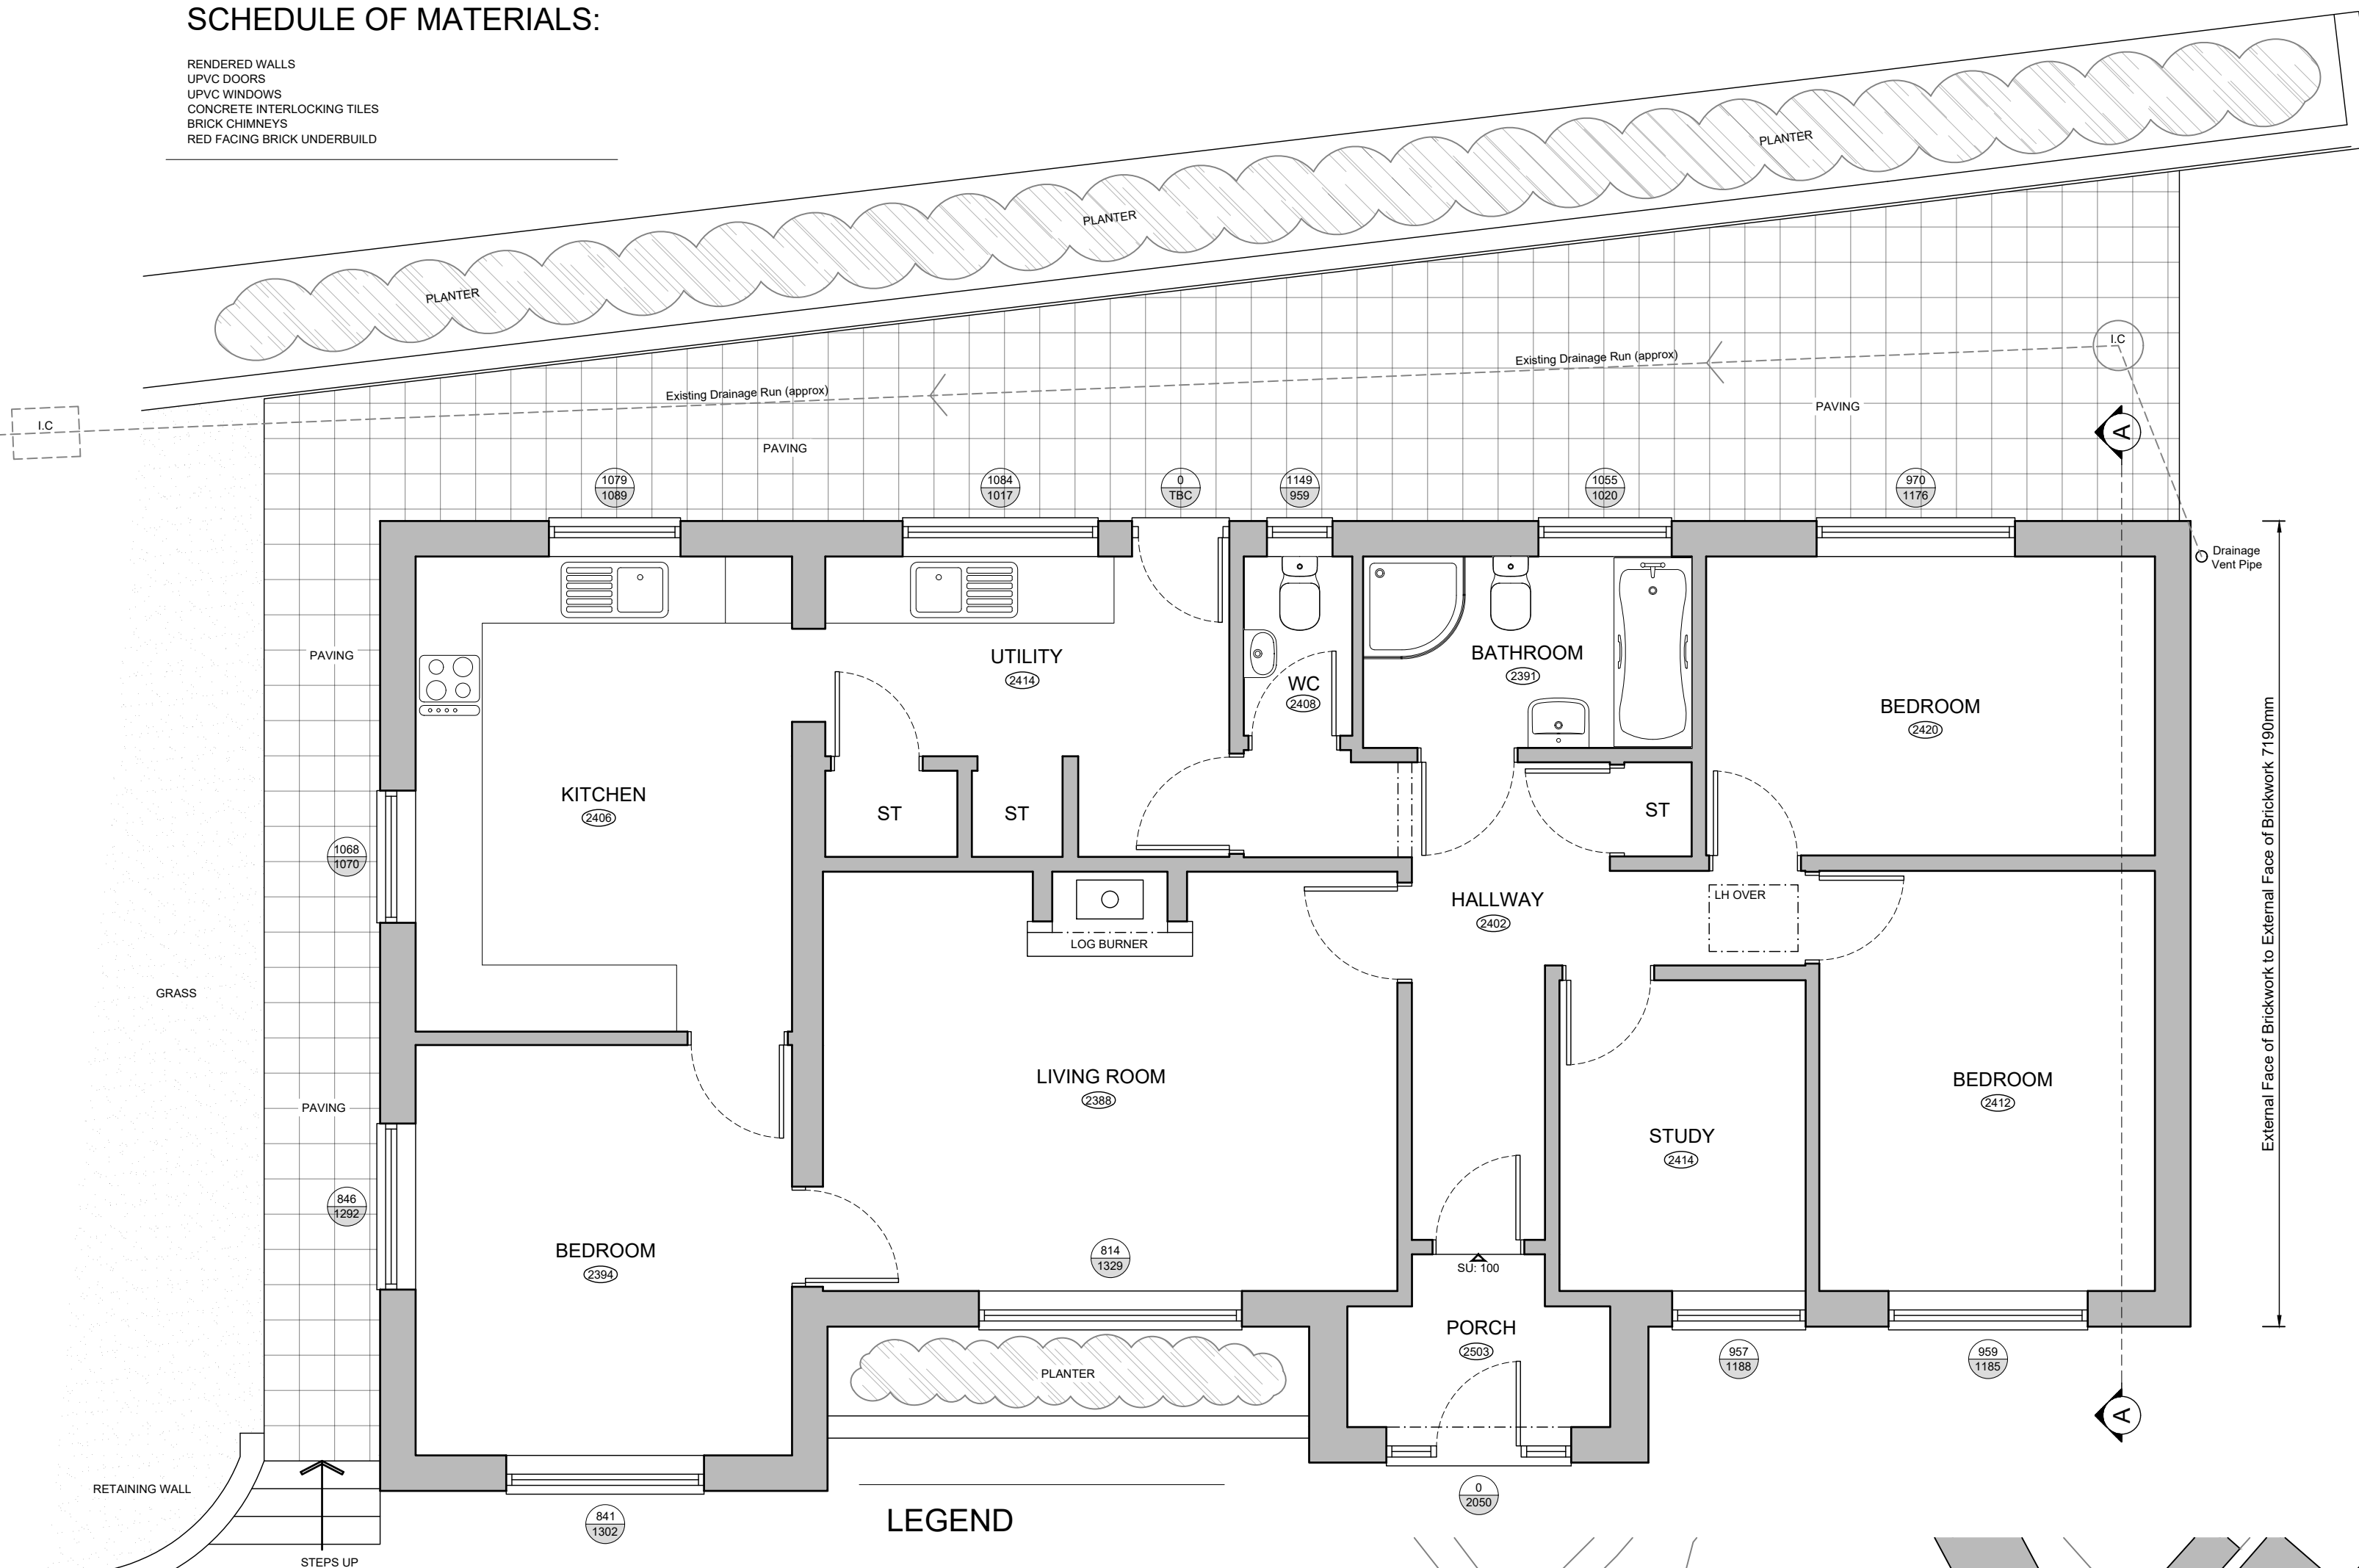 SCHEDULE OF MATERIALS:
RENDERED WALLS
UPVC DOORS
UPVC WINDOWS
CONCRETE INTERLOCKING TILES
BRICK CHIMNEYS
RED FACING BRICK UNDERBUILD
PLANTER
PLANTER
PLANTER
I.C
Existing Drainage Run (approx)
Existing Drainage Run (approx)
I.C
PAVING
PAVING
A
1079
1089
1084
1017
0
TBC
1149
959
1055
1020
970
1176
Drainage
Vent Pipe
PAVING
UTILITY
2414
WC
2408
BATHROOM
2391
BEDROOM
2420
KITCHEN
2406
ST
ST
ST
1068
1070
HALLWAY
2402
LH OVER
LOG BURNER
External Face of Brickwork to External Face of Brickwork 7190mm
GRASS
LIVING ROOM
2388
BEDROOM
2412
PAVING
STUDY
2414
846
1292
BEDROOM
2394
814
1329
SU: 100
PORCH
2503
957
1188
959
1185
PLANTER
A
RETAINING WALL
0
2050
841
1302
LEGEND
STEPS UP